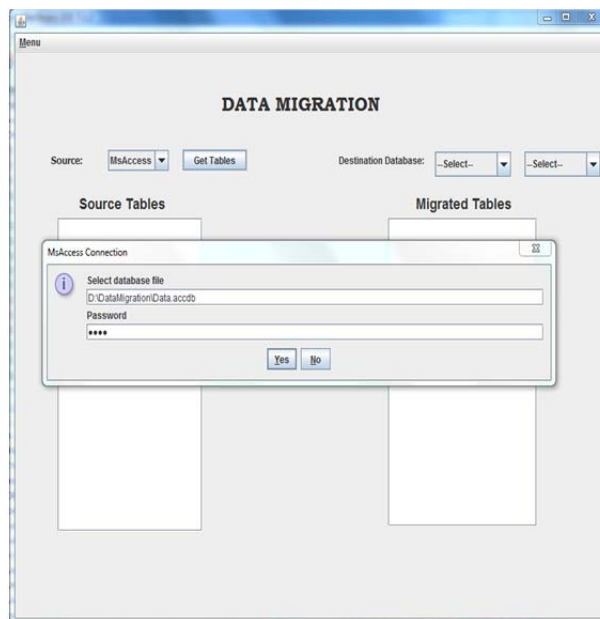 Menu
DATA MIGRATION
Source: MsAccess Get Tables Destination Database: --Select-- --Select--
Source Tables Migrated Tables
MsAccess Connection
Select database file
D:\DataMigration\Data.accdb
Password
••••
Yes No